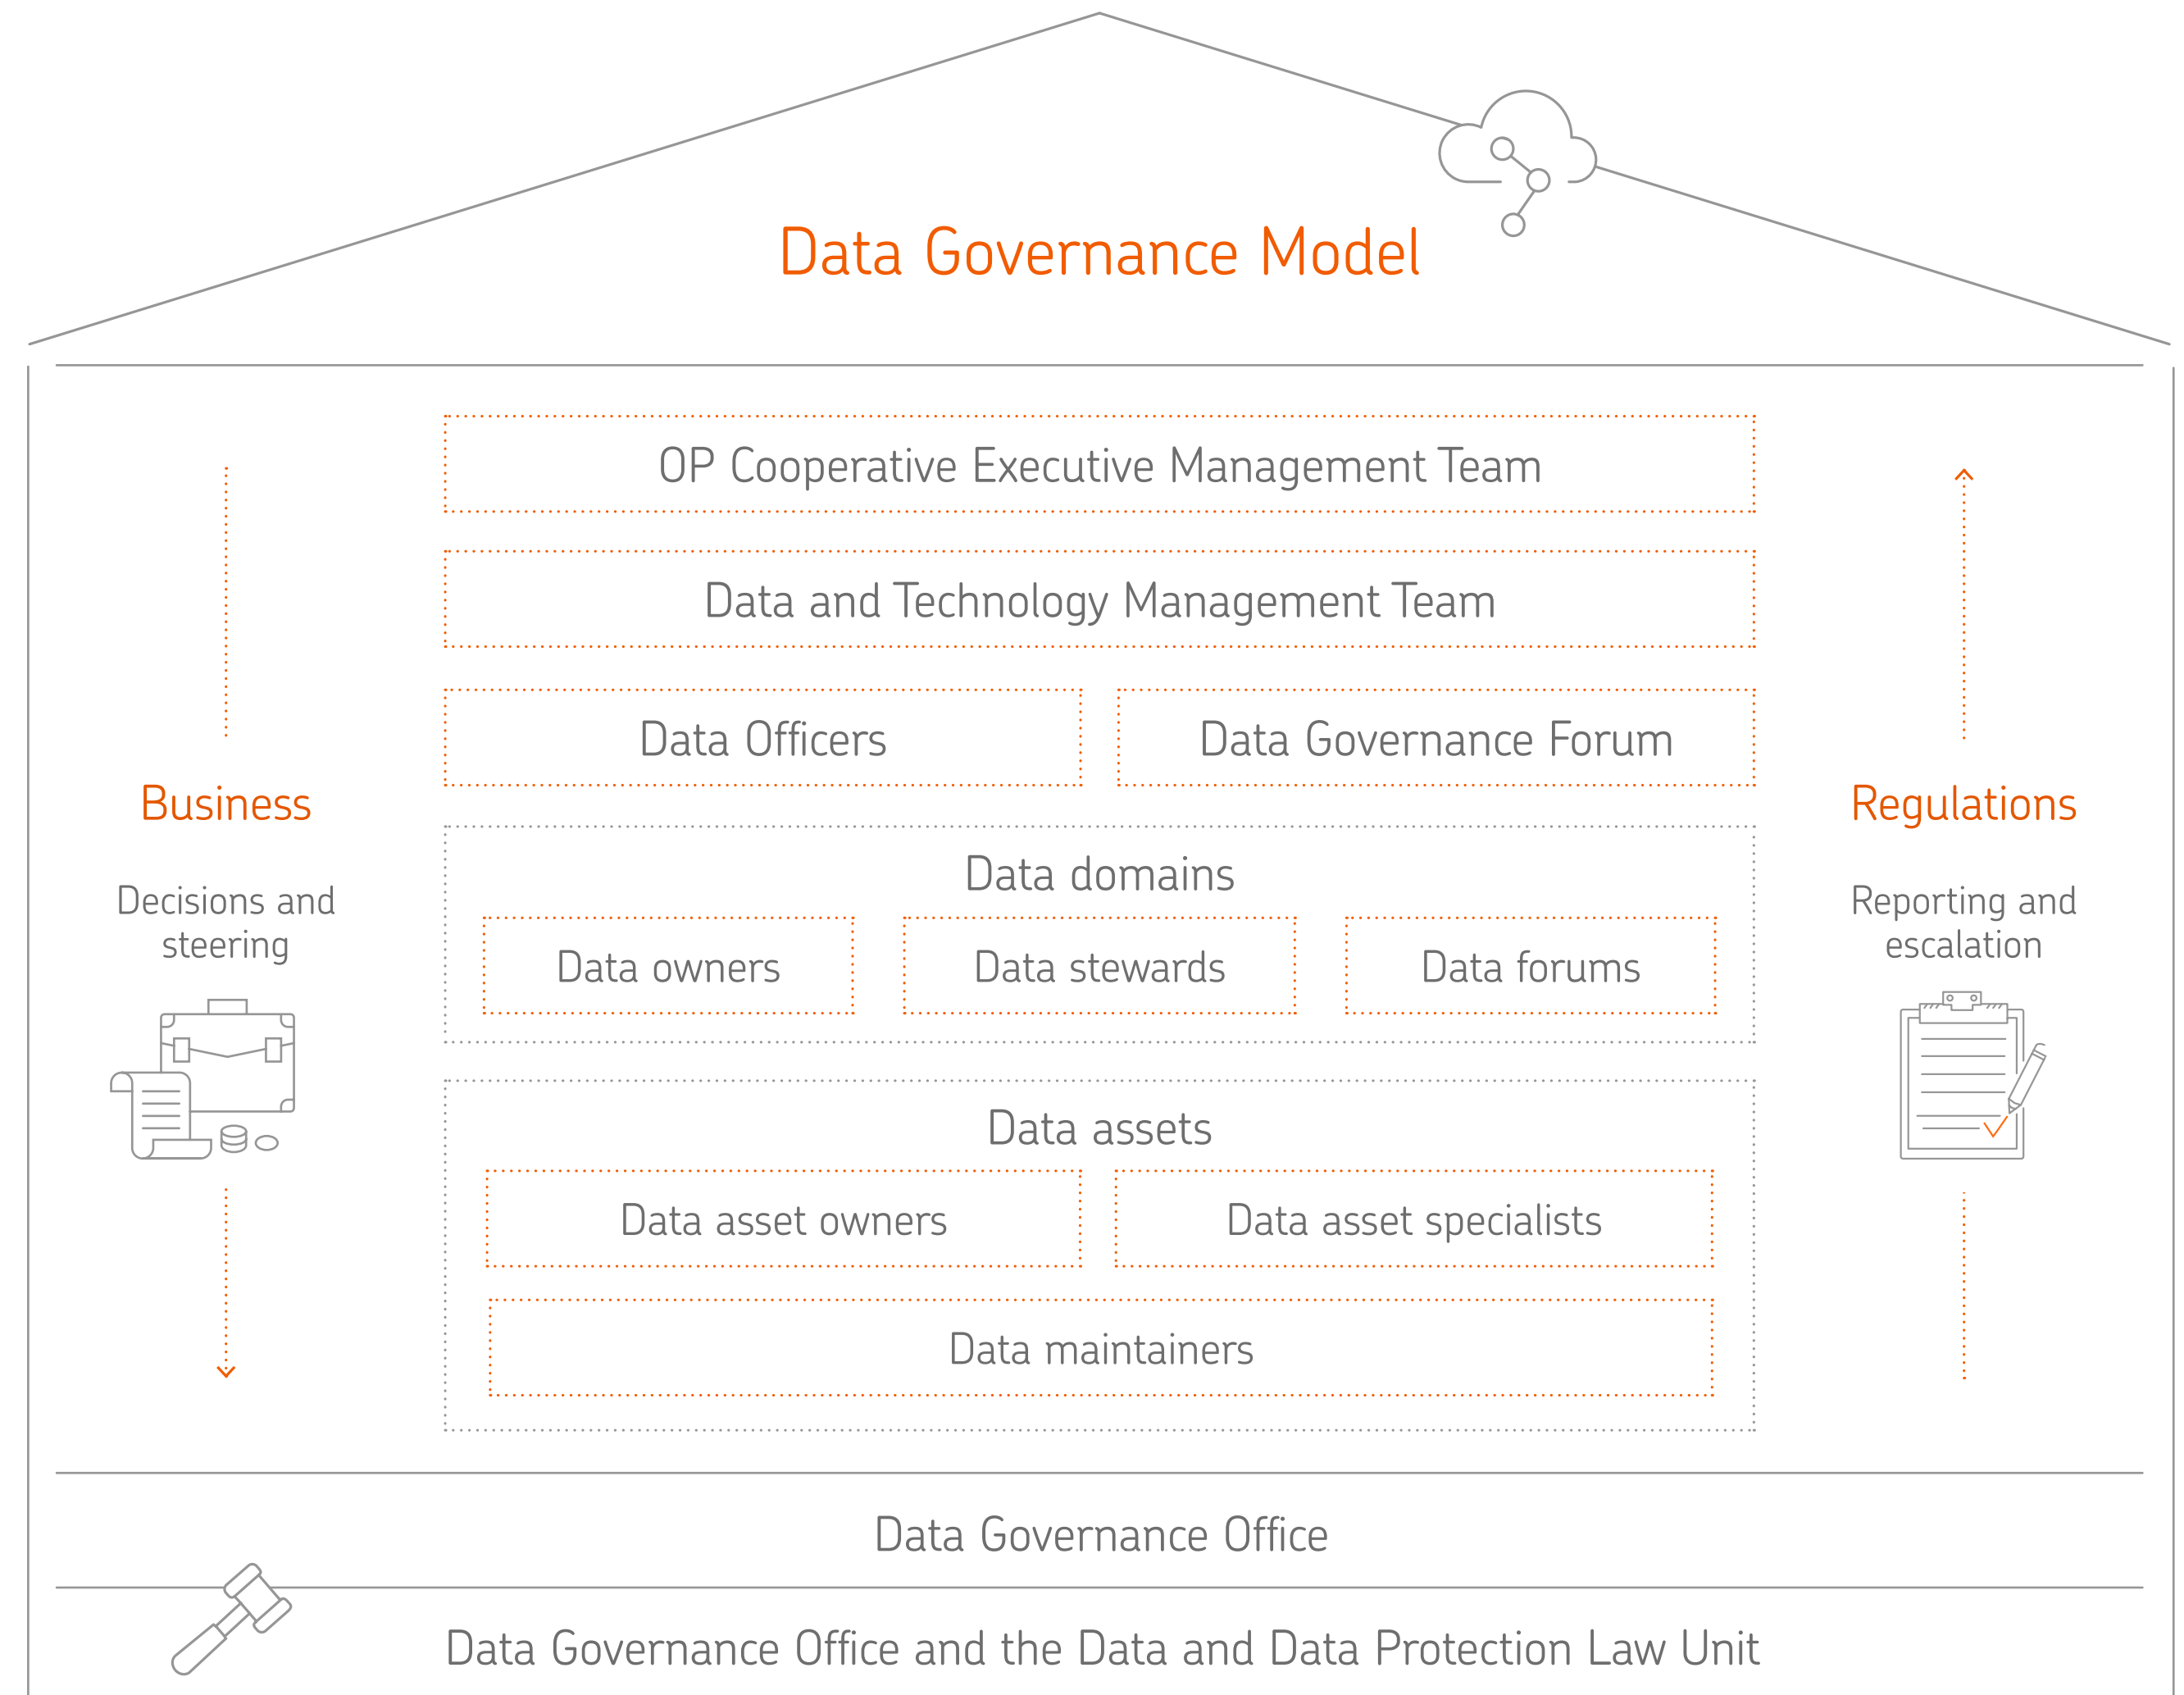 Data Governance Model
OP Cooperative Executive Management Team
Data and Technology Management Team
Data Officers
Data Governance Forum
Business
Decisions and
steering
Regulations
Reporting and
escalation
Data domains
Data owners
Data stewards
Data forums
Data assets
Data asset owners
Data asset specialists
Data maintainers
Data Governance Office
Data Governance Office and the Data and Data Protection Law Unit